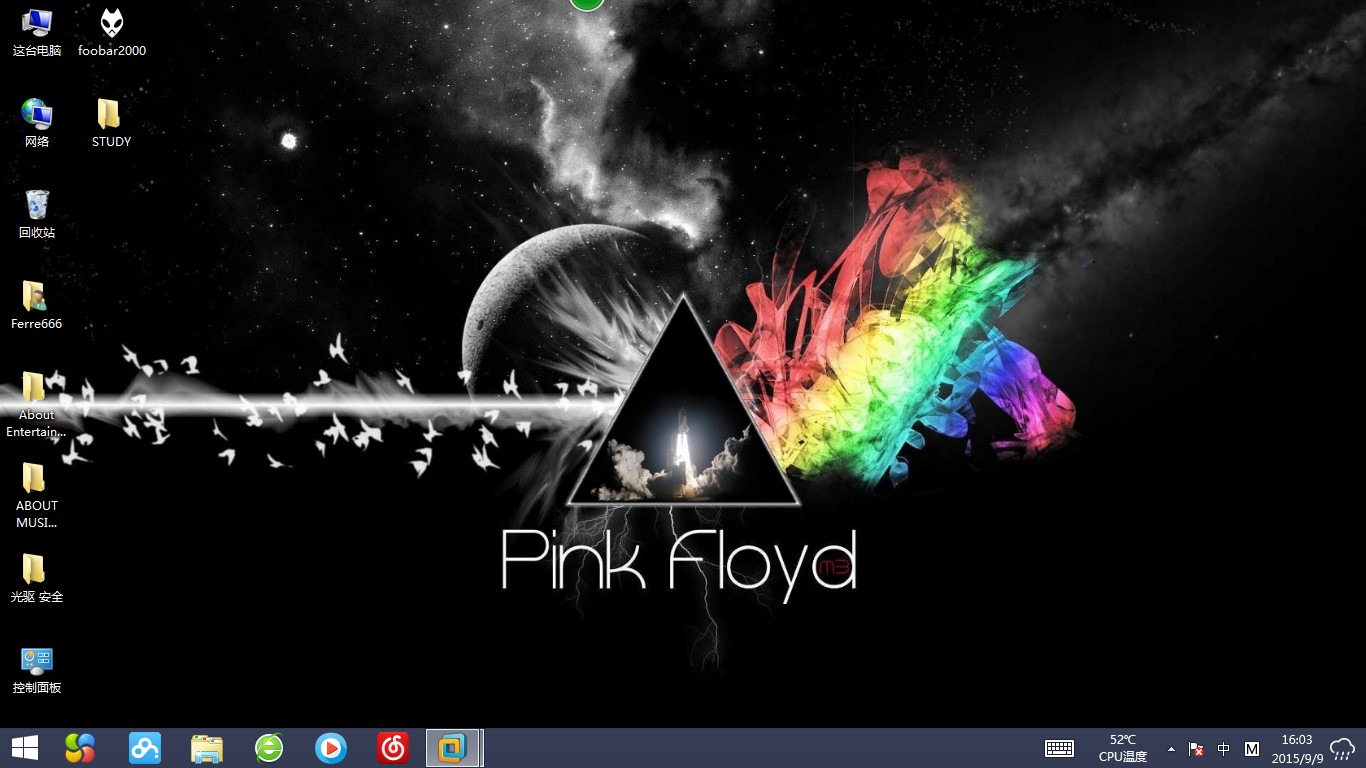 这台电脑
foobar2000
网络
STUDY
回收站
Ferre666
About
Entertain...
ABOUT
MUSI...
光驱 安全
控制面板
Pink Floyd
m3
52℃
CPU温度
中
M
16:03
2015/9/9